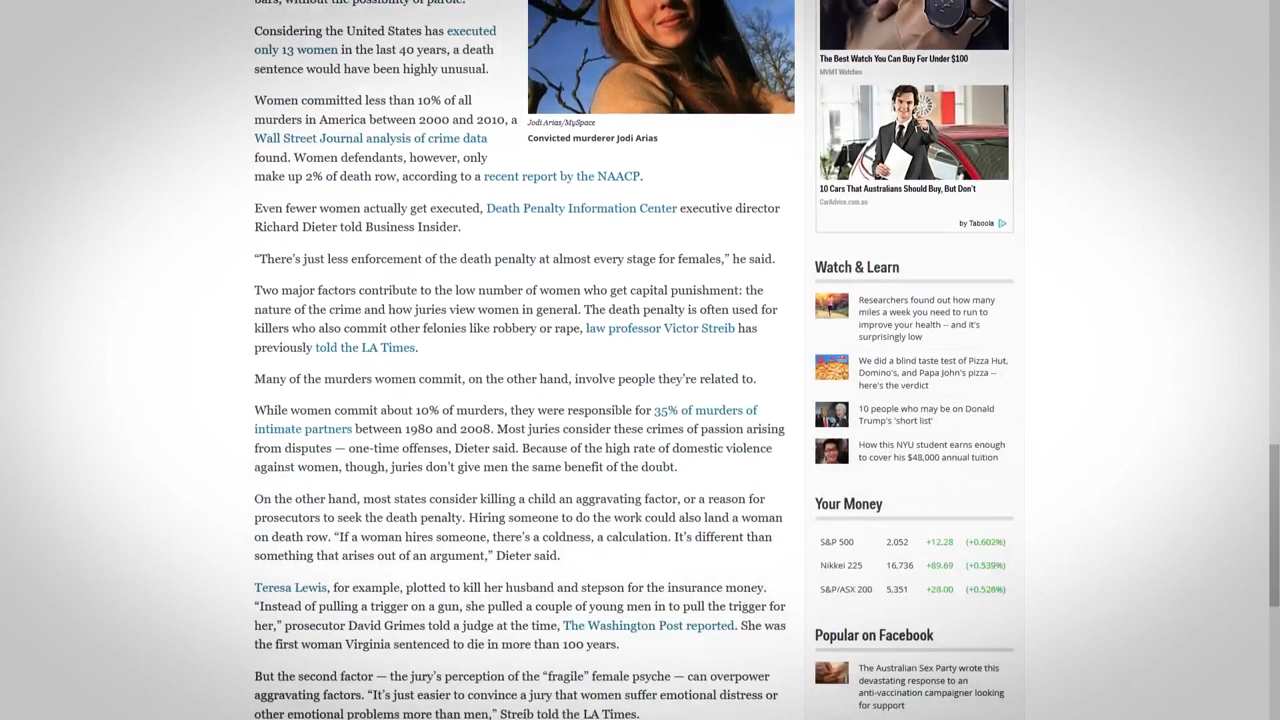 bars, without the possibility of parole.
Considering the United States has executed
only 13 women in the last 40 years, a death
sentence would have been highly unusual.
Women committed less than 10% of all
murders in America between 2000 and 2010, a
Wall Street Journal analysis of crime data
found. Women defendants, however, only
make up 2% of death row, according to a recent report by the NAACP.
Jodi Arias/MySpace
Convicted murderer Jodi Arias
Even fewer women actually get executed, Death Penalty Information Center executive director
Richard Dieter told Business Insider.
“There’s just less enforcement of the death penalty at almost every stage for females,” he said.
Two major factors contribute to the low number of women who get capital punishment: the
nature of the crime and how juries view women in general. The death penalty is often used for
killers who also commit other felonies like robbery or rape, law professor Victor Streib has
previously told the LA Times.
Many of the murders women commit, on the other hand, involve people they’re related to.
While women commit about 10% of murders, they were responsible for 35% of murders of
intimate partners between 1980 and 2008. Most juries consider these crimes of passion arising
from disputes — one-time offenses, Dieter said. Because of the high rate of domestic violence
against women, though, juries don’t give men the same benefit of the doubt.
On the other hand, most states consider killing a child an aggravating factor, or a reason for
prosecutors to seek the death penalty. Hiring someone to do the work could also land a woman
on death row. “If a woman hires someone, there’s a coldness, a calculation. It’s different than
something that arises out of an argument,” Dieter said.
Teresa Lewis, for example, plotted to kill her husband and stepson for the insurance money.
“Instead of pulling a trigger on a gun, she pulled a couple of young men in to pull the trigger for
her,” prosecutor David Grimes told a judge at the time, The Washington Post reported. She was
the first woman Virginia sentenced to die in more than 100 years.
But the second factor — the jury’s perception of the “fragile” female psyche — can overpower
aggravating factors. “It’s just easier to convince a jury that women suffer emotional distress or
other emotional problems more than men,” Streib told the LA Times.
The Best Watch You Can Buy For Under $100
MVMT Watches
10 Cars That Australians Should Buy, But Don’t
CarAdvice.com.au
by Taboola
Watch & Learn
Researchers found out how many
miles a week you need to run to
improve your health -- and it's
surprisingly low
We did a blind taste test of Pizza Hut,
Domino's, and Papa John's pizza --
here's the verdict
10 people who may be on Donald
Trump's 'short list'
How this NYU student earns enough
to cover his $48,000 annual tuition
Your Money
S&P 500 2,052 +12.28 (+0.602%)
Nikkei 225 16,736 +89.69 (+0.539%)
S&P/ASX 200 5,351 +28.00 (+0.526%)
Popular on Facebook
The Australian Sex Party wrote this
devastating response to an
anti-vaccination campaigner looking
for support